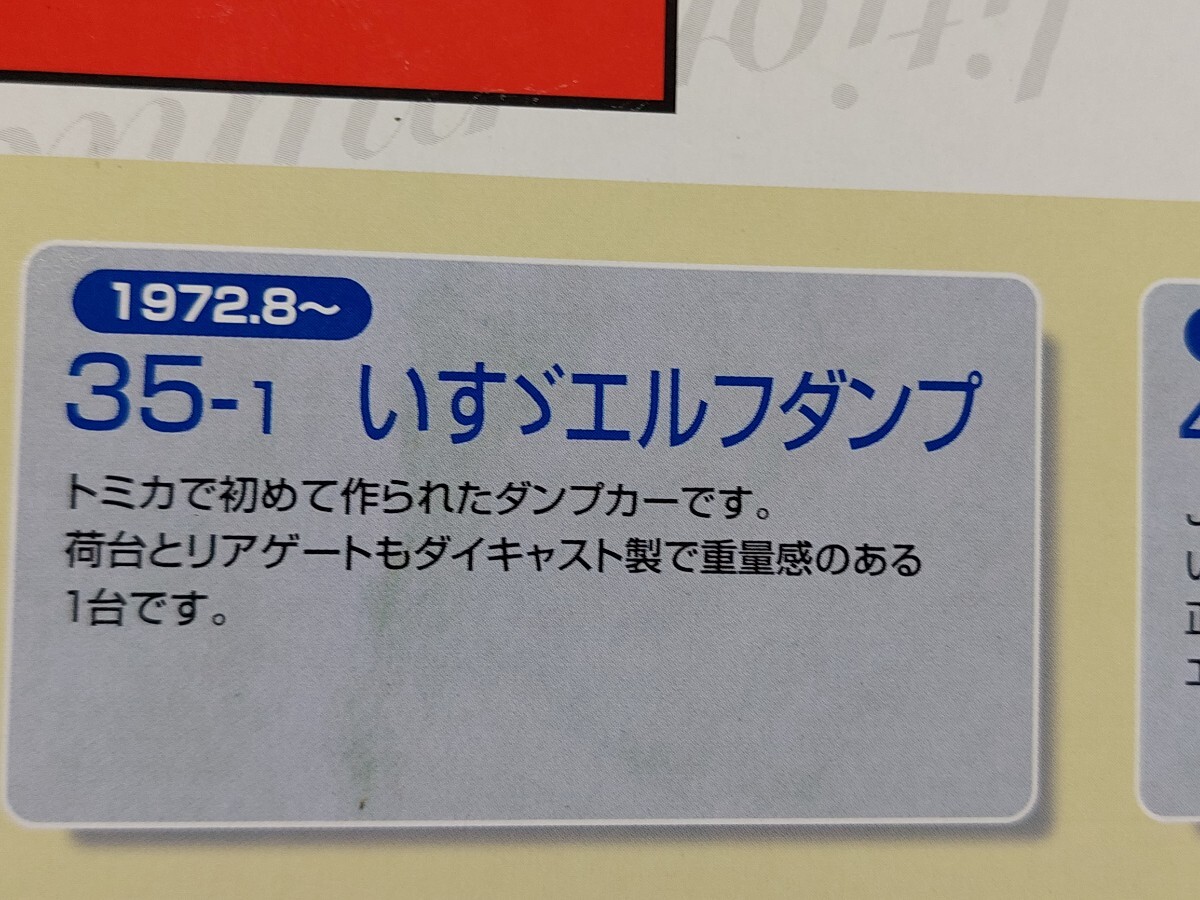 1972.8～
35-1 いすゞエルフダンプ
トミカで初めて作られたダンプカーです。
荷台とリアゲートもダイキャスト製で重量感のある
1台です。